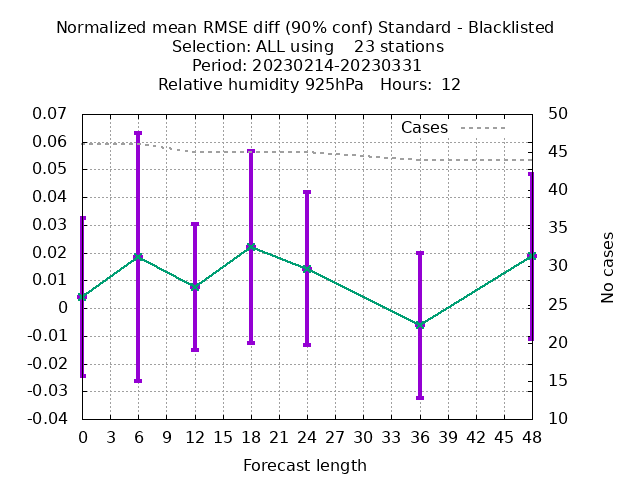 Normalized mean RMSE diff (90% conf) Standard - Blacklisted
Selection: ALL using    23 stations
Period: 20230214-20230331
Relative humidity 925hPa   Hours:  12
Cases
0.07
0.06
0.05
0.04
0.03
0.02
0.01
0
-0.01
-0.02
-0.03
-0.04
50
45
40
35
30
25
20
15
10
No cases
0 3 6 9 12 15 18 21 24 27 30 33 36 39 42 45 48
Forecast length